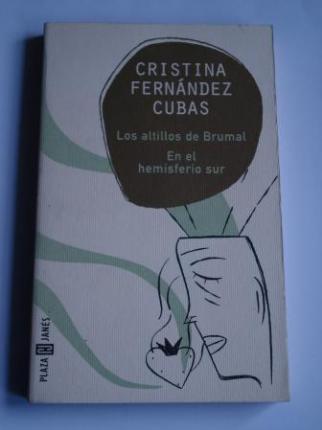 CRISTINA
FERNÁNDEZ
CUBAS
Los altillos de Brumal
En el
hemisferio sur
PLAZA JANÉS